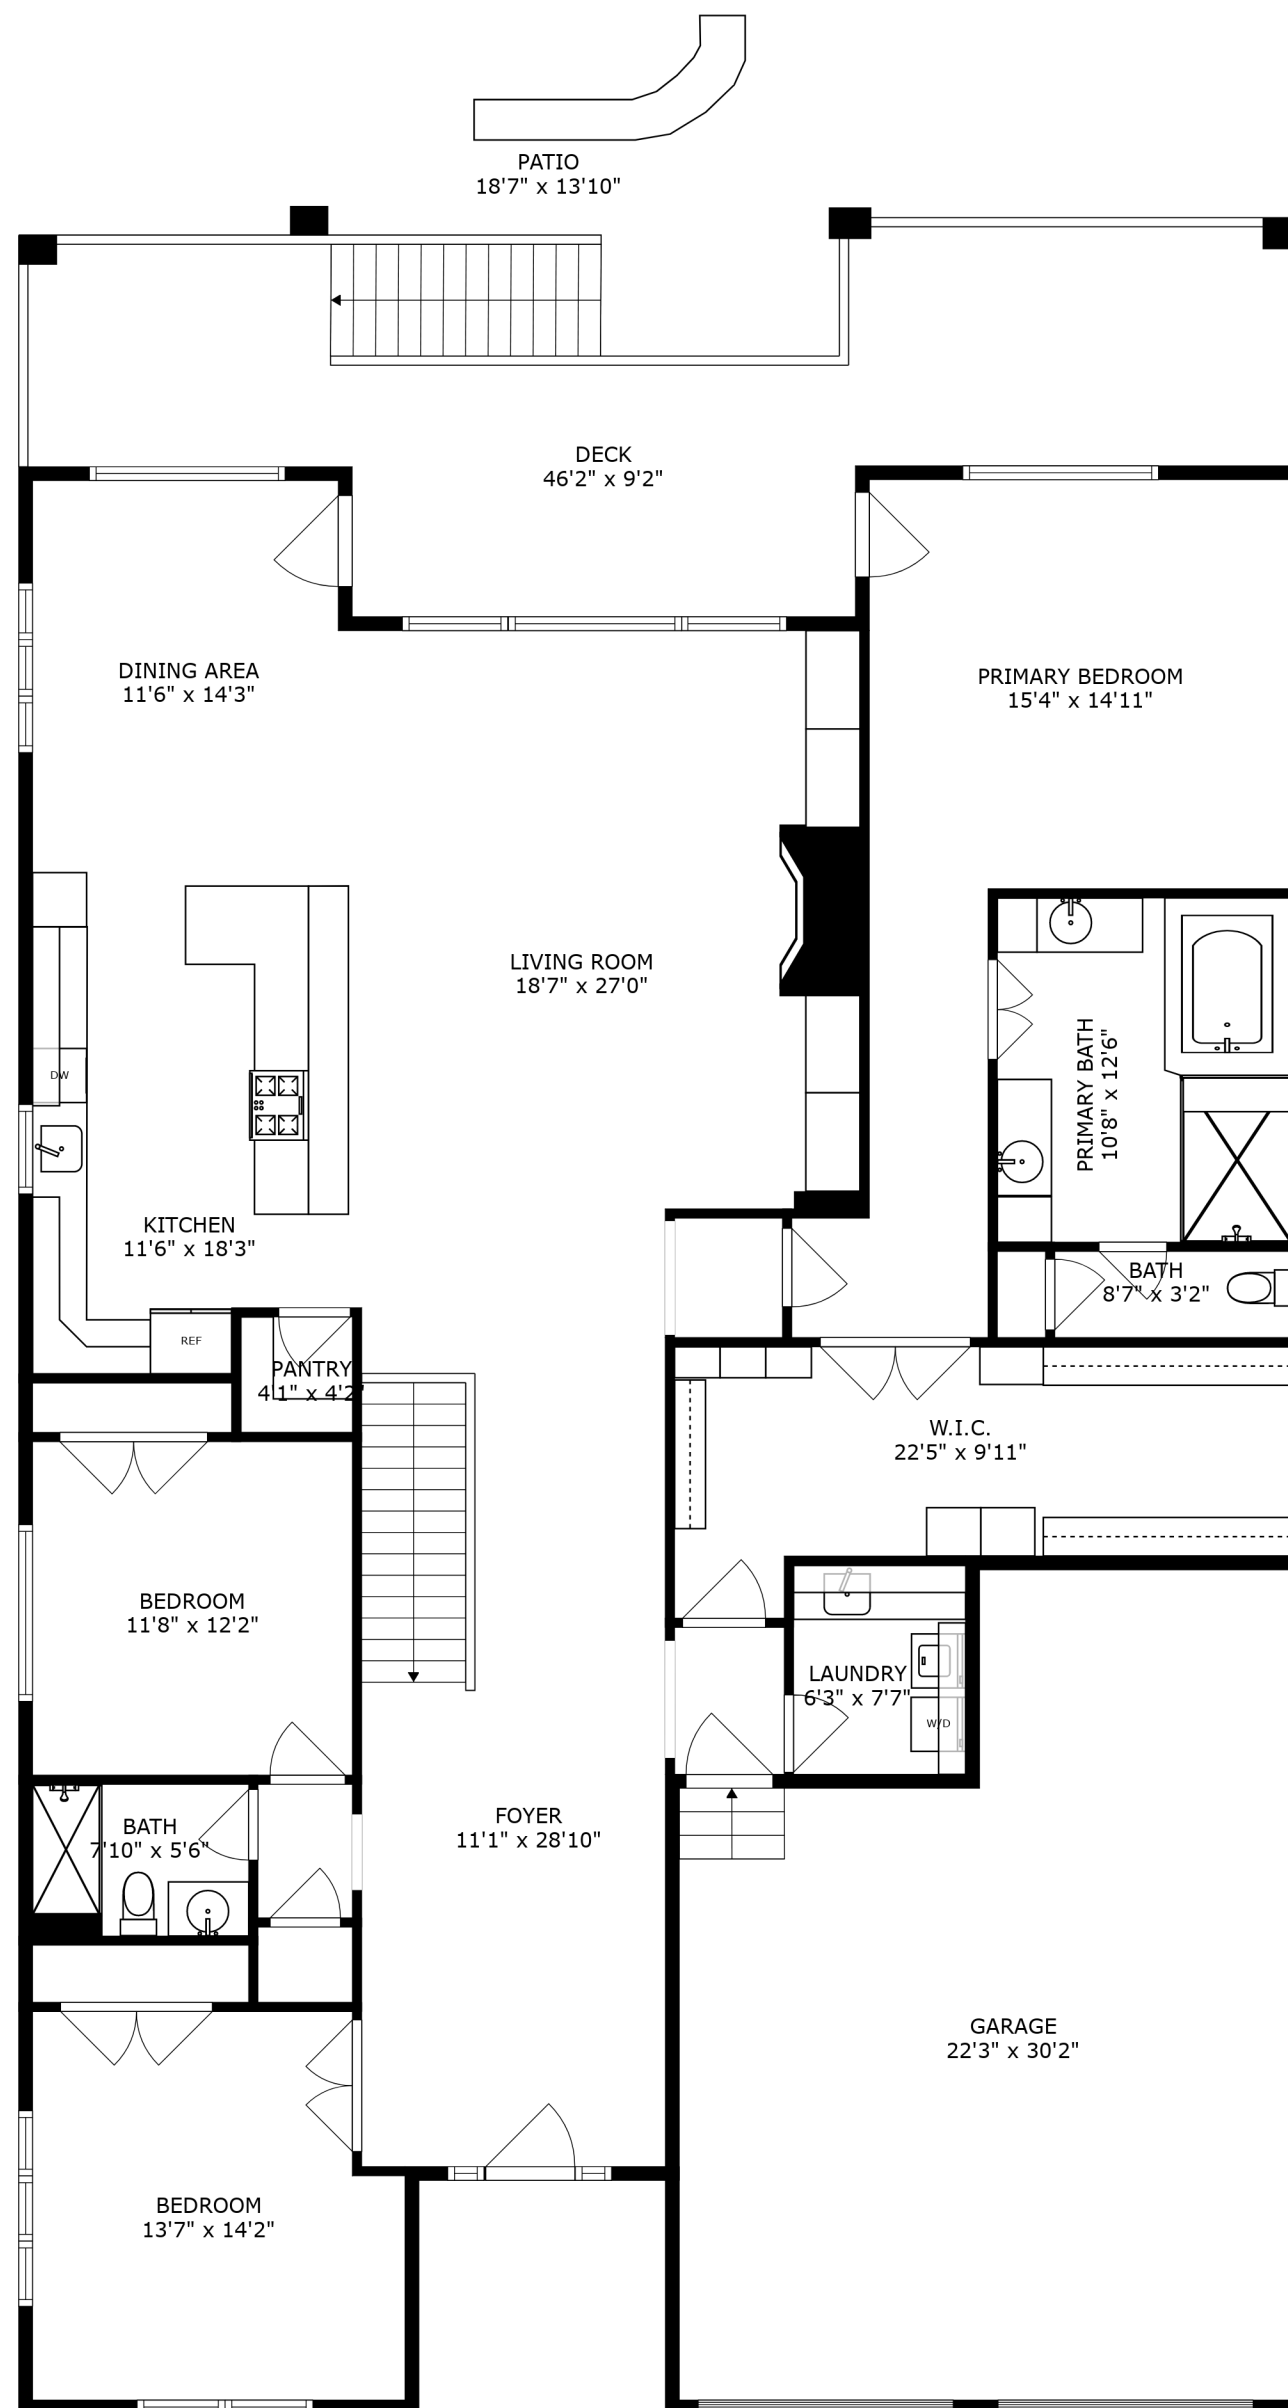 PATIO
18'7" x 13'10"
DECK
46'2" x 9'2"
DINING AREA
11'6" x 14'3"
PRIMARY BEDROOM
15'4" x 14'11"
LIVING ROOM
18'7" x 27'0"
PRIMARY BATH
10'8" x 12'6"
DW
KITCHEN
11'6" x 18'3"
BATH
8'7" x 3'2"
REF
PANTRY
4'1" x 4'2"
W.I.C.
22'5" x 9'11"
BEDROOM
11'8" x 12'2"
LAUNDRY
6'3" x 7'7"
W/D
BATH
7'10" x 5'6"
FOYER
11'1" x 28'10"
GARAGE
22'3" x 30'2"
BEDROOM
13'7" x 14'2"